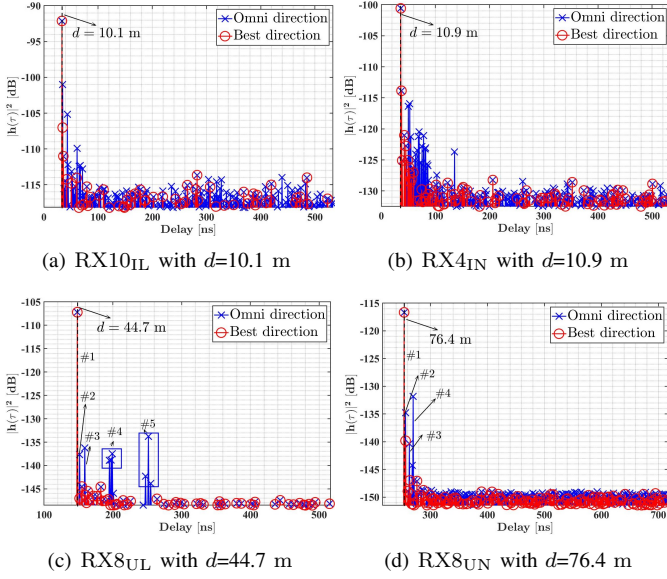 -90
-95
-100
-105
-110
-115
|h(τ)|² [dB]
d = 10.1 m
Omni direction
Best direction
0 100 200 300 400 500
Delay [ns]
(a) RX10IL with d=10.1 m
-100
-105
-110
-115
-120
-125
-130
|h(τ)|² [dB]
d = 10.9 m
Omni direction
Best direction
0 100 200 300 400 500
Delay [ns]
(b) RX4IN with d=10.9 m
-105
-110
-115
-120
-125
-130
-135
-140
-145
|h(τ)|² [dB]
d = 44.7 m
Omni direction
Best direction
#1
#2
#3
#4
#5
100 200 300 400 500
Delay [ns]
(c) RX8UL with d=44.7 m
-115
-120
-125
-130
-135
-140
-145
-150
|h(τ)|² [dB]
76.4 m
Omni direction
Best direction
#1
#2
#4
#3
300 400 500 600 700
Delay [ns]
(d) RX8UN with d=76.4 m